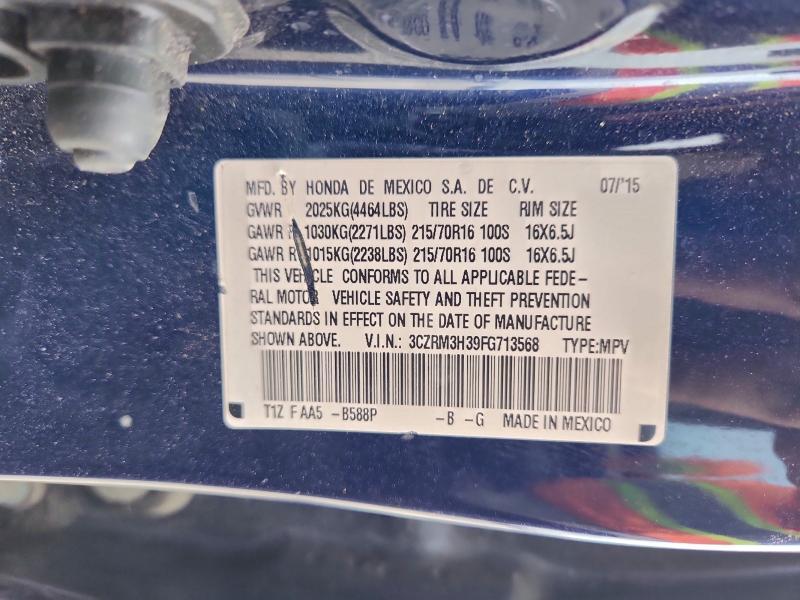 MFD. BY HONDA DE MEXICO S.A. DE C.V. 07/'15
GVWR 2025KG(4464LBS) TIRE SIZE RIM SIZE
GAWR 1030KG(2271LBS) 215/70R16 100S 16X6.5J
GAWR R 1015KG(2238LBS) 215/70R16 100S 16X6.5J
THIS VEHICLE CONFORMS TO ALL APPLICABLE FEDE-
RAL MOTOR VEHICLE SAFETY AND THEFT PREVENTION
STANDARDS IN EFFECT ON THE DATE OF MANUFACTURE
SHOWN ABOVE. V.I.N.: 3CZRM3H39FG713568 TYPE:MPV
T1Z F AA5 -B588P -B -G MADE IN MEXICO